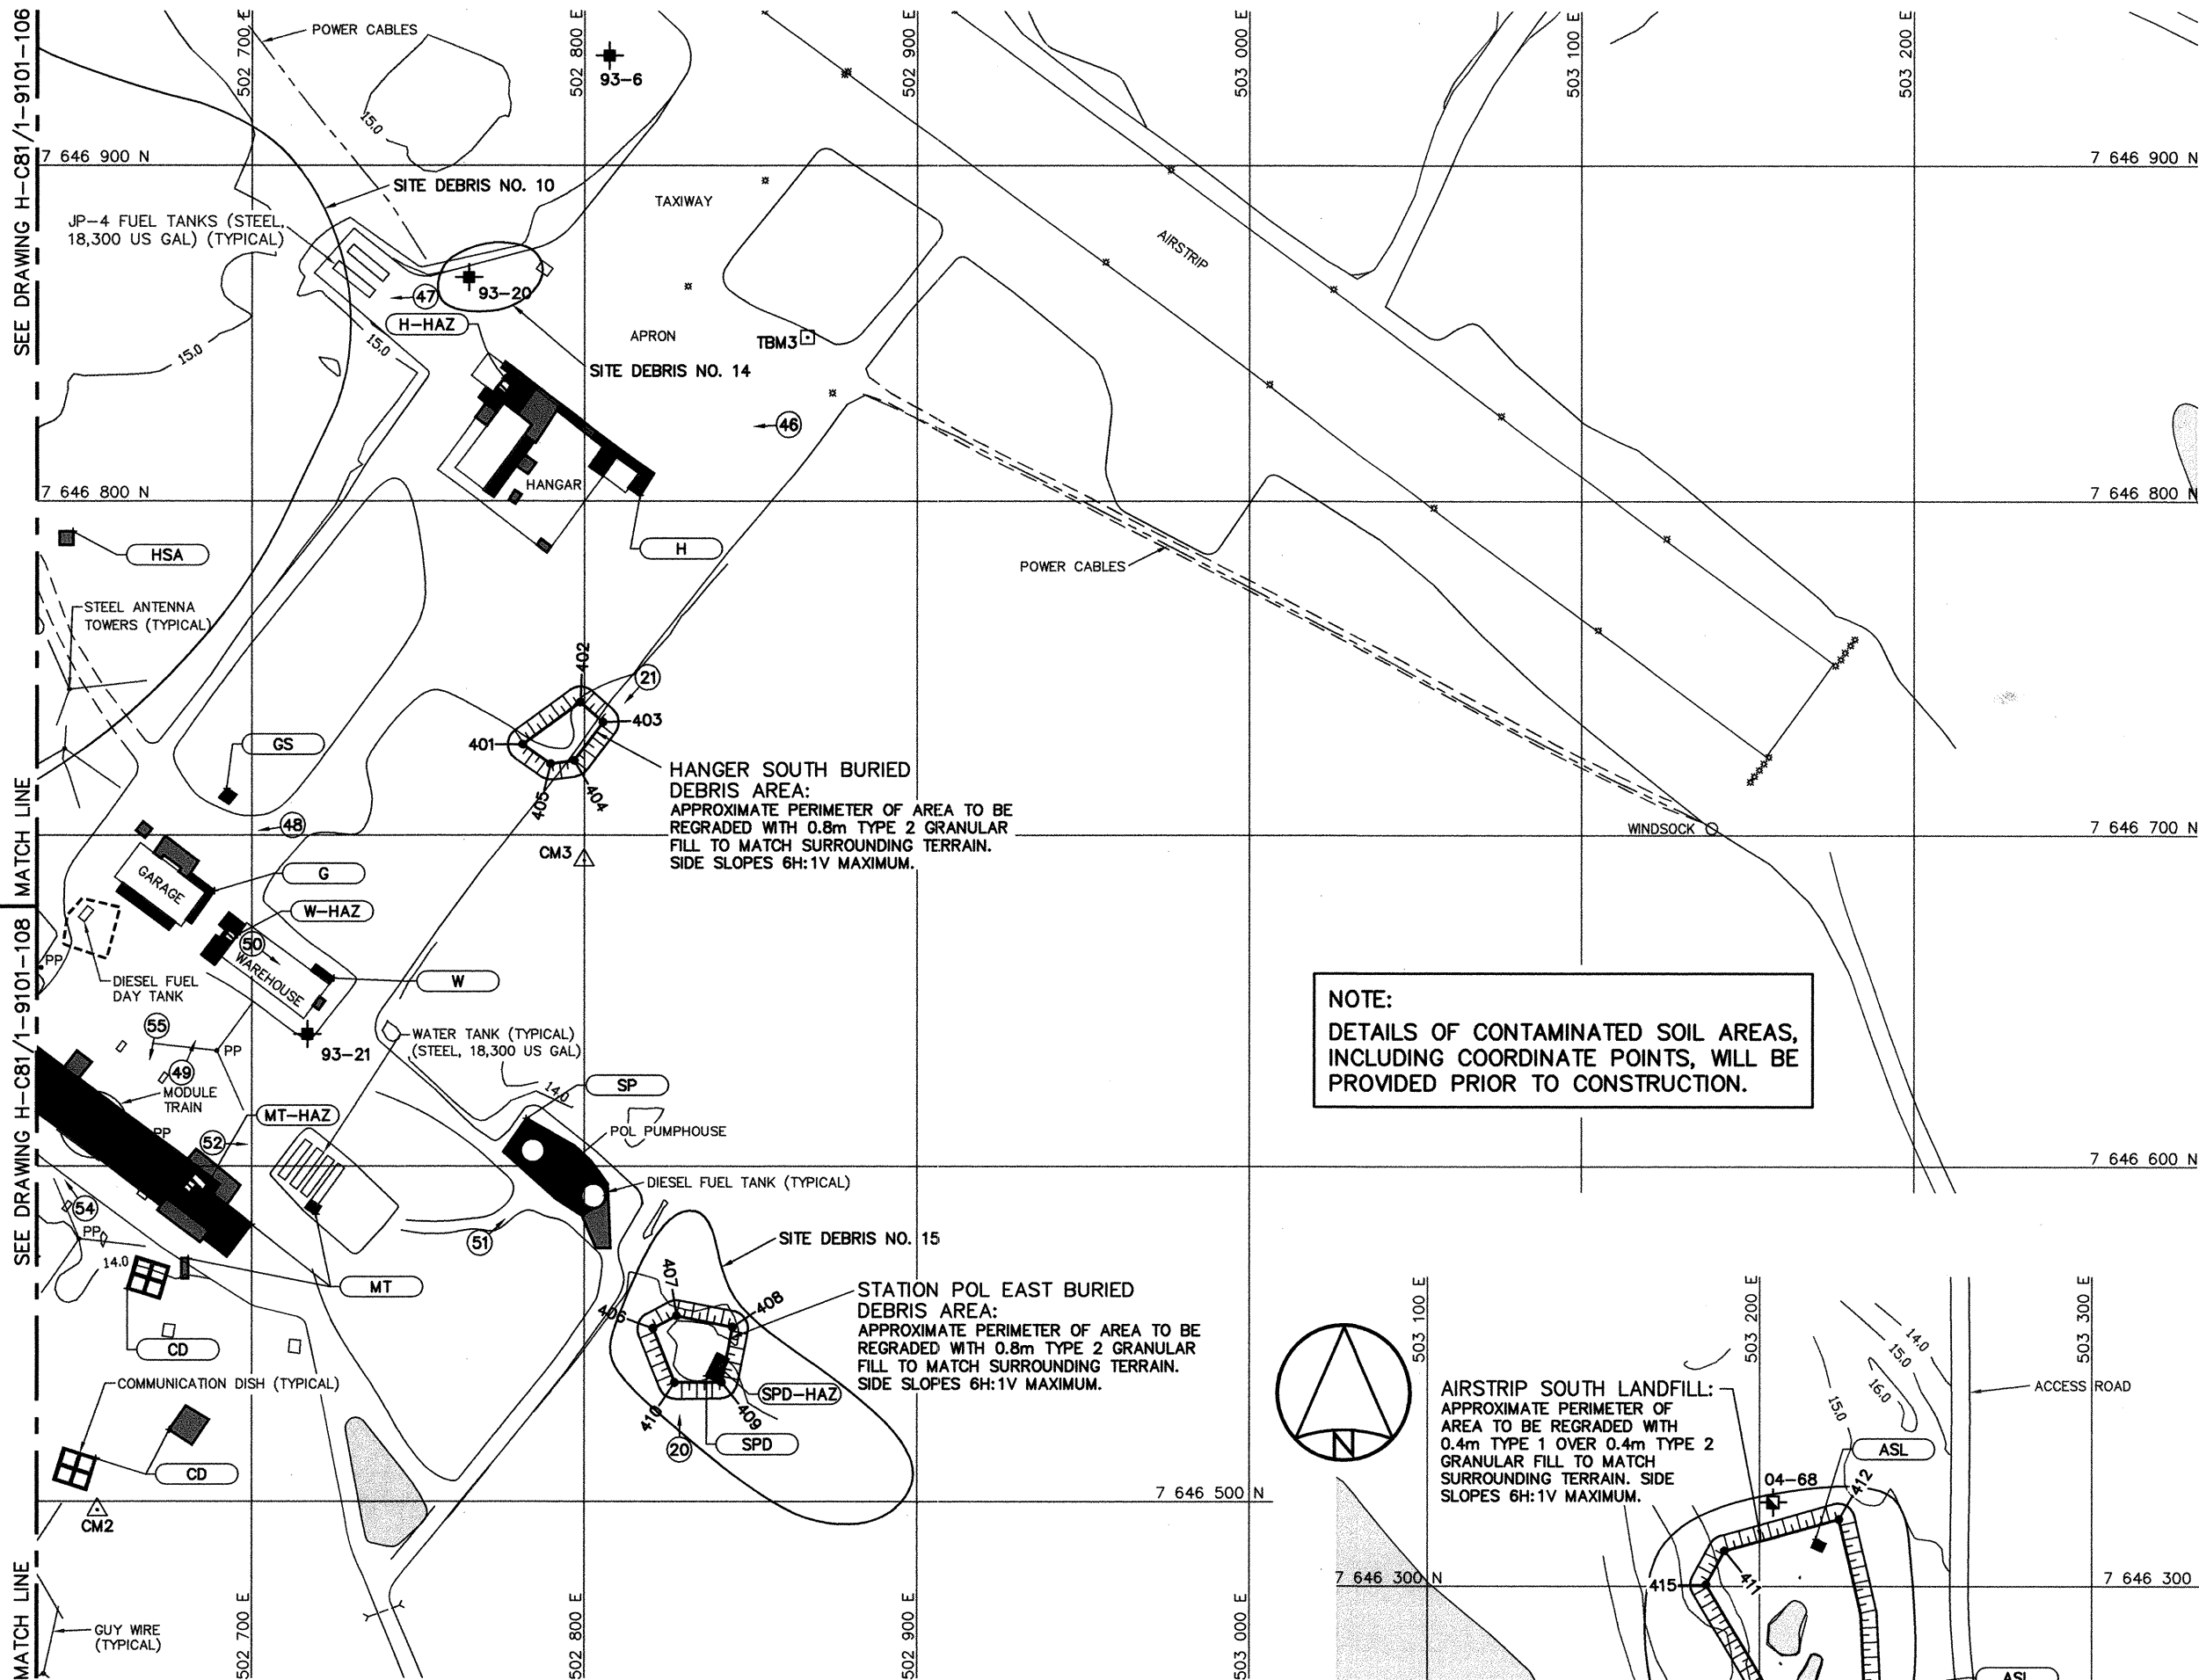 SEE DRAWING H-C81/1-9101-106
MATCH LINE
SEE DRAWING H-C81/1-9101-108
MATCH LINE
502 700 E
502 800 E
502 900 E
503 000 E
503 100 E
503 200 E
POWER CABLES
93-6
15.0
7 646 900 N
7 646 900 N
SITE DEBRIS NO. 10
JP-4 FUEL TANKS (STEEL,
18,300 US GAL) (TYPICAL)
TAXIWAY
AIRSTRIP
47
93-20
H-HAZ
15.0
15.0
APRON
TBM3
SITE DEBRIS NO. 14
46
HANGAR
7 646 800 N
7 646 800 N
HSA
H
POWER CABLES
STEEL ANTENNA
TOWERS (TYPICAL)
402
21
403
401
405
404
GS
HANGER SOUTH BURIED
DEBRIS AREA:
APPROXIMATE PERIMETER OF AREA TO BE
REGRADED WITH 0.8m TYPE 2 GRANULAR
FILL TO MATCH SURROUNDING TERRAIN.
SIDE SLOPES 6H:1V MAXIMUM.
48
WINDSOCK
7 646 700 N
CM3
GARAGE
G
W-HAZ
50
WAREHOUSE
PP
DIESEL FUEL
DAY TANK
W
NOTE:
DETAILS OF CONTAMINATED SOIL AREAS,
INCLUDING COORDINATE POINTS, WILL BE
PROVIDED PRIOR TO CONSTRUCTION.
55
PP
93-21
WATER TANK (TYPICAL)
(STEEL, 18,300 US GAL)
49
MODULE
TRAIN
14.0
SP
MT-HAZ
PP
52
POL PUMPHOUSE
7 646 600 N
DIESEL FUEL TANK (TYPICAL)
54
PP
51
SITE DEBRIS NO. 15
14.0
MT
407
406
408
STATION POL EAST BURIED
DEBRIS AREA:
APPROXIMATE PERIMETER OF AREA TO BE
REGRADED WITH 0.8m TYPE 2 GRANULAR
FILL TO MATCH SURROUNDING TERRAIN.
SIDE SLOPES 6H:1V MAXIMUM.
CD
COMMUNICATION DISH (TYPICAL)
SPD-HAZ
410
409
20
SPD
CD
CM2
7 646 500 N
GUY WIRE
(TYPICAL)
502 700 E
502 800 E
502 900 E
503 000 E
N
503 100 E
503 200 E
503 300 E
14.0
15.0
16.0
15.0
ACCESS ROAD
AIRSTRIP SOUTH LANDFILL:
APPROXIMATE PERIMETER OF
AREA TO BE REGRADED WITH
0.4m TYPE 1 OVER 0.4m TYPE 2
GRANULAR FILL TO MATCH
SURROUNDING TERRAIN. SIDE
SLOPES 6H:1V MAXIMUM.
ASL
04-68
412
7 646 300 N
415
411
7 646 300
ASL